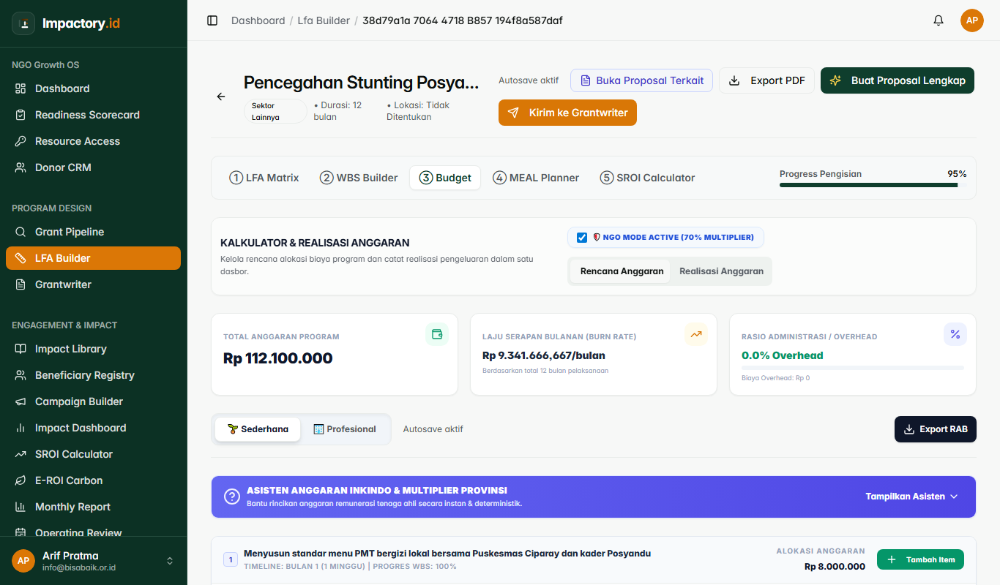 Impactory.id
NGO Growth OS
Dashboard
Readiness Scorecard
Resource Access
Donor CRM
PROGRAM DESIGN
Grant Pipeline
LFA Builder
Grantwriter
ENGAGEMENT & IMPACT
Impact Library
Beneficiary Registry
Campaign Builder
Impact Dashboard
SROI Calculator
E-ROI Carbon
Monthly Report
Operating Review
AP
Arif Pratma
info@bisabaik.or.id
Dashboard / Lfa Builder / 38d79a1a 7064 4718 B857 194f8a587daf
AP
Pencegahan Stunting Posya...
Sektor
Lainnya
• Durasi: 12
bulan
• Lokasi: Tidak
Ditentukan
Autosave aktif
Buka Proposal Terkait
Export PDF
Buat Proposal Lengkap
Kirim ke Grantwriter
1 LFA Matrix
2 WBS Builder
3 Budget
4 MEAL Planner
5 SROI Calculator
Progress Pengisian 95%
KALKULATOR & REALISASI ANGGARAN
Kelola rencana alokasi biaya program dan catat realisasi pengeluaran dalam satu
dasbor.
NGO MODE ACTIVE (70% MULTIPLIER)
Rencana Anggaran
Realisasi Anggaran
TOTAL ANGGARAN PROGRAM
Rp 112.100.000
LAJU SERAPAN BULANAN (BURN RATE)
Rp 9.341.666,667/bulan
Berdasarkan total 12 bulan pelaksanaan
RASIO ADMINISTRASI / OVERHEAD
0.0% Overhead
Biaya Overhead: Rp 0
Sederhana
Profesional
Autosave aktif
Export RAB
ASISTEN ANGGARAN INKINDO & MULTIPLIER PROVINSI
Bantu rincikan anggaran remunerasi tenaga ahli secara instan & deterministik.
Tampilkan Asisten
1
Menyusun standar menu PMT bergizi lokal bersama Puskesmas Ciparay dan kader Posyandu
TIMELINE: BULAN 1 (1 MINGGU) | PROGRES WBS: 100%
ALOKASI ANGGARAN
Rp 8.000.000
Tambah Item